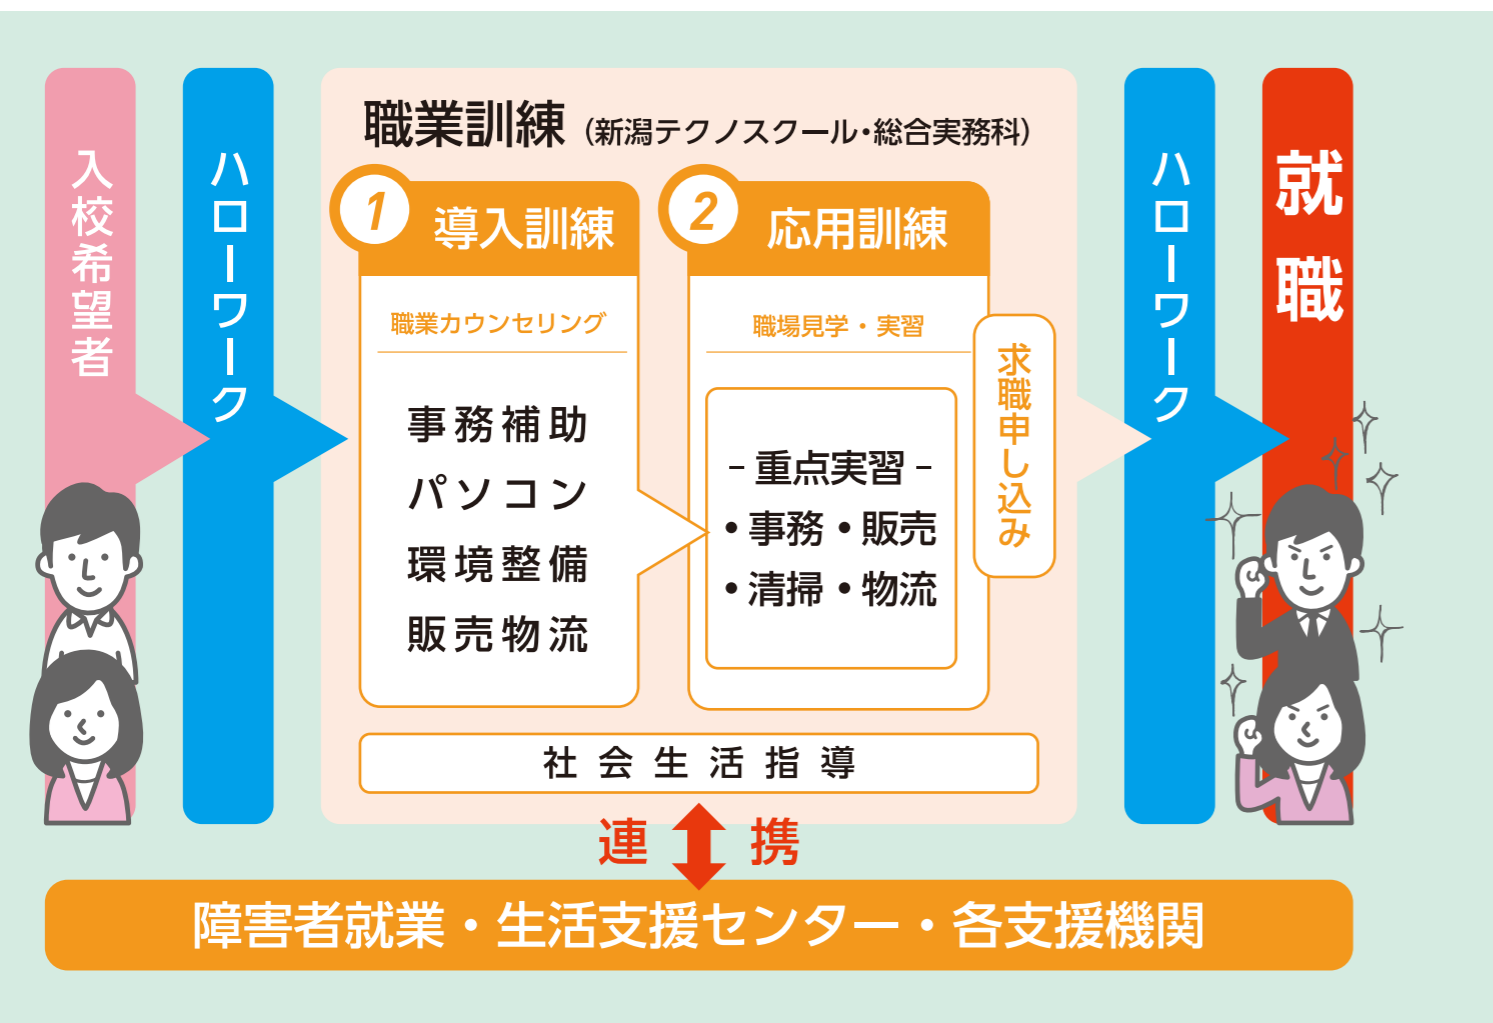 入校希望者
ハローワーク
職業訓練（新潟テクノスクール・総合実務科）
1 導入訓練
職業カウンセリング
事務補助
パソコン
環境整備
販売物流
2 応用訓練
職場見学・実習
-重点実習-
・事務・販売
・清掃・物流
求職申し込み
社会生活指導
ハローワーク
就職
連携
障害者就業・生活支援センター・各支援機関